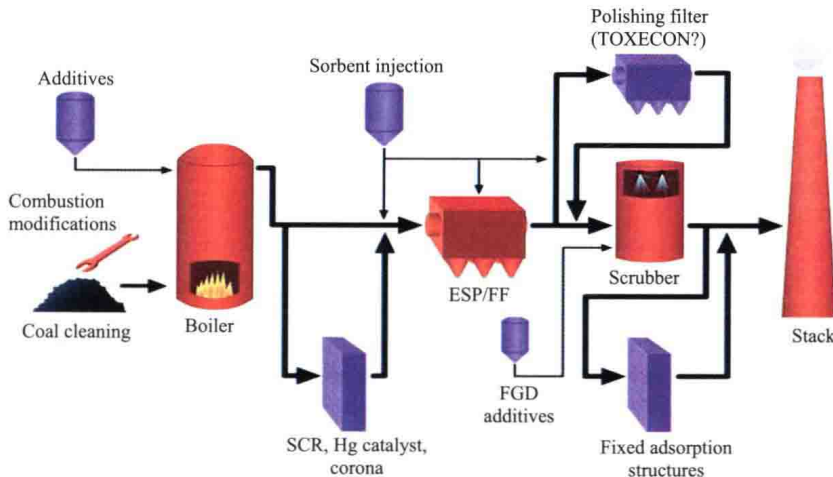 Polishing filter
(TOXECON?)
Additives
Sorbent injection
Combustion
modifications
Coal cleaning
Boiler
ESP/FF
Scrubber
Stack
FGD
additives
SCR, Hg catalyst,
corona
Fixed adsorption
structures